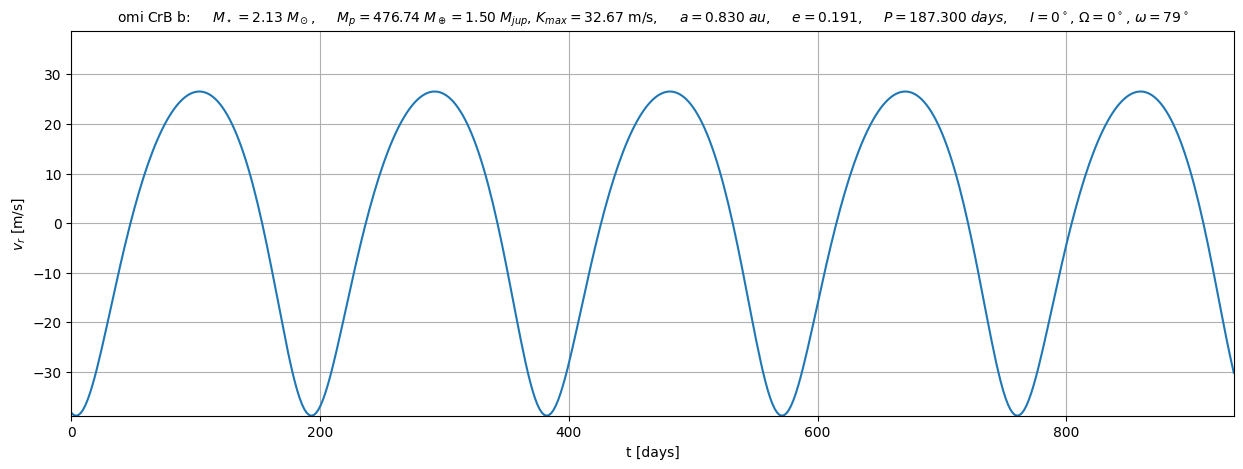 omi CrB b: M⋆ = 2.13 M⊙, Mp = 476.74 M⊕ = 1.50 Mjup, Kmax = 32.67 m/s, a = 0.830 au, e = 0.191, P = 187.300 days, I = 0°, Ω = 0°, ω = 79°
30
20
10
0
−10
−20
−30
vr [m/s]
0 200 400 600 800
t [days]